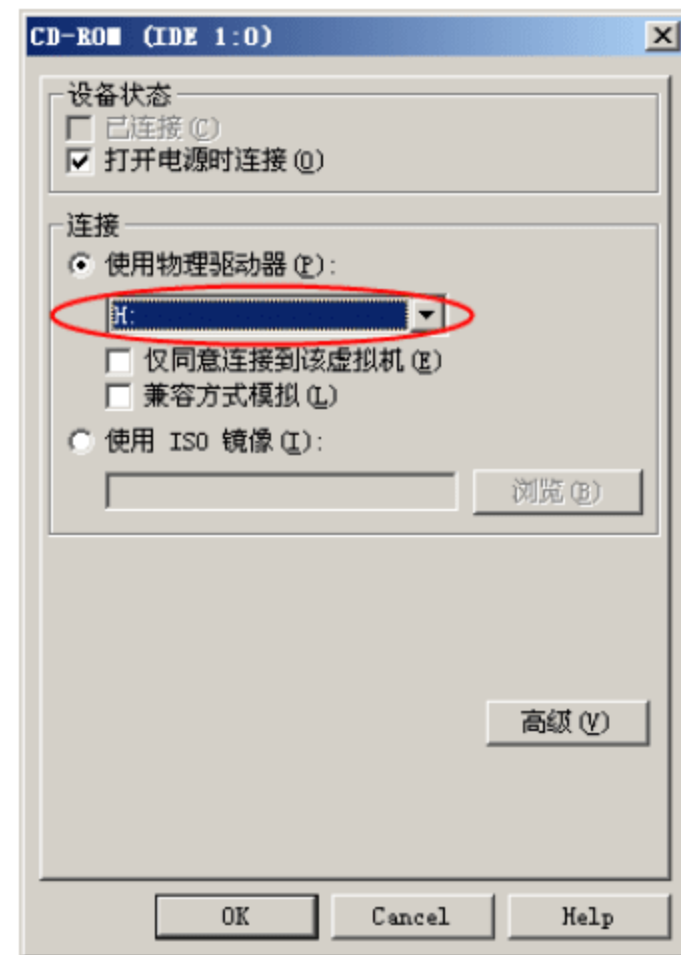 CD-ROM (IDE 1:0)
设备状态
已连接(C)
打开电源时连接(O)
连接
使用物理驱动器(P):
H:
仅同意连接到该虚拟机(E)
兼容方式模拟(L)
使用 ISO 镜像(I):
浏览(B)
高级(V)
OK Cancel Help